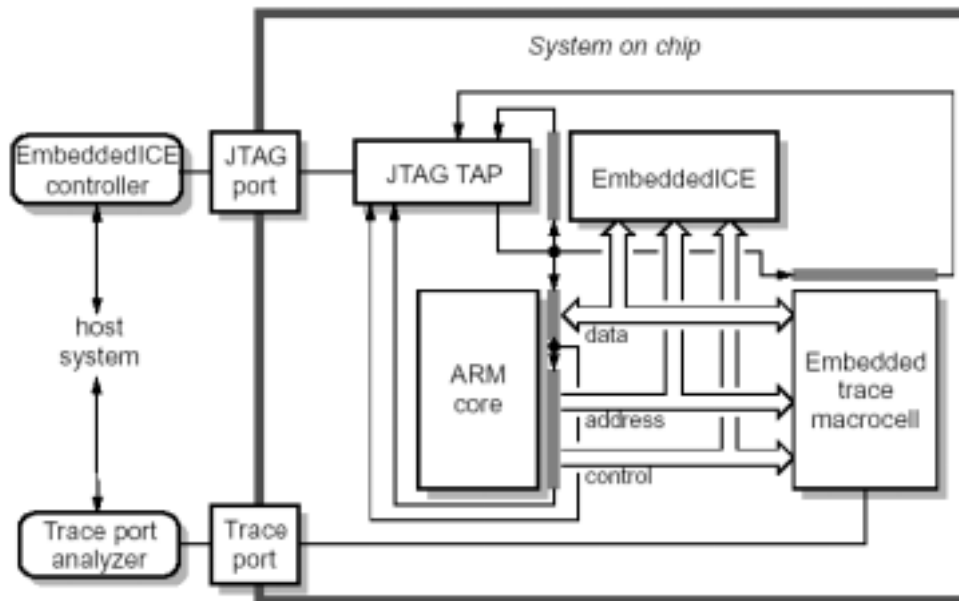 System on chip
EmbeddedICE
controller
JTAG
port
JTAG TAP
EmbeddedICE
host
system
data
ARM
core
Embedded
trace
macrocell
address
control
Trace port
analyzer
Trace
port